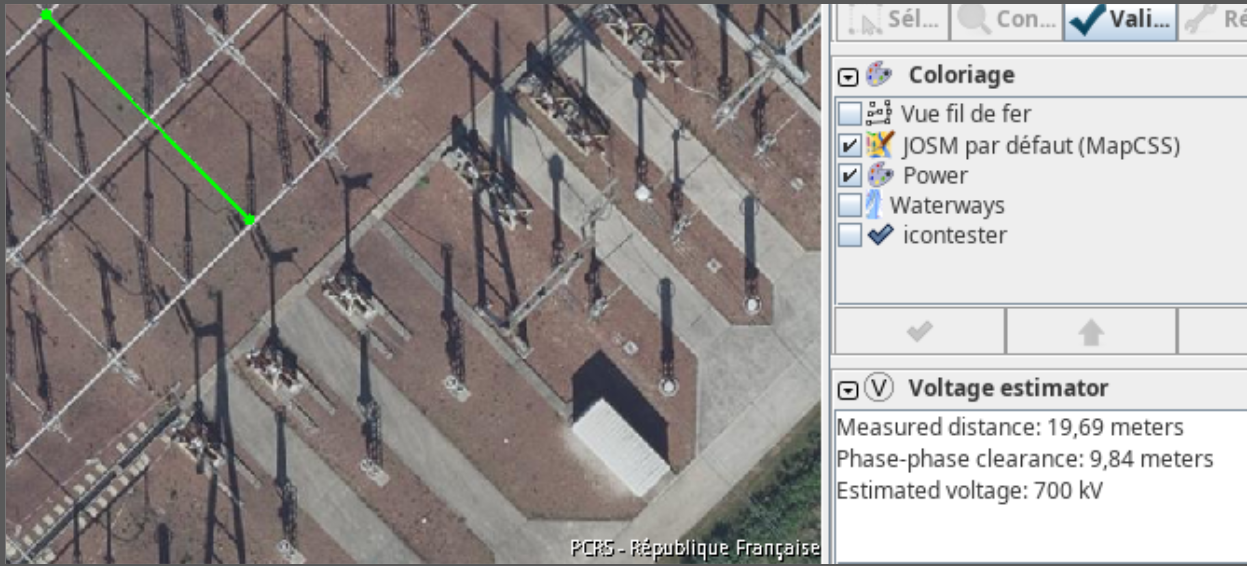 Sél... Con... Vali... Ré
Coloriage
Vue fil de fer
JOSM par défaut (MapCSS)
Power
Waterways
icontester
Voltage estimator
Measured distance: 19,69 meters
Phase-phase clearance: 9,84 meters
Estimated voltage: 700 kV
PCRS - République Française